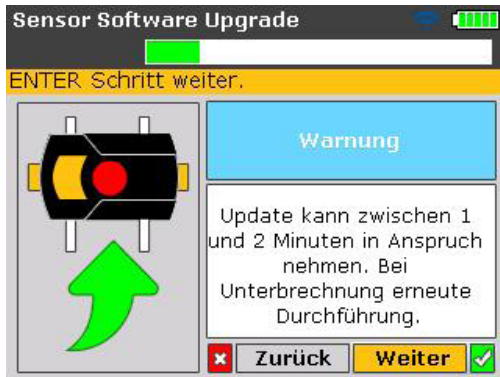 Sensor Software Upgrade
ENTER Schritt weiter.
Warnung
Update kann zwischen 1
und 2 Minuten in Anspruch
nehmen. Bei
Unterbrechnung erneute
Durchführung.
Zurück Weiter